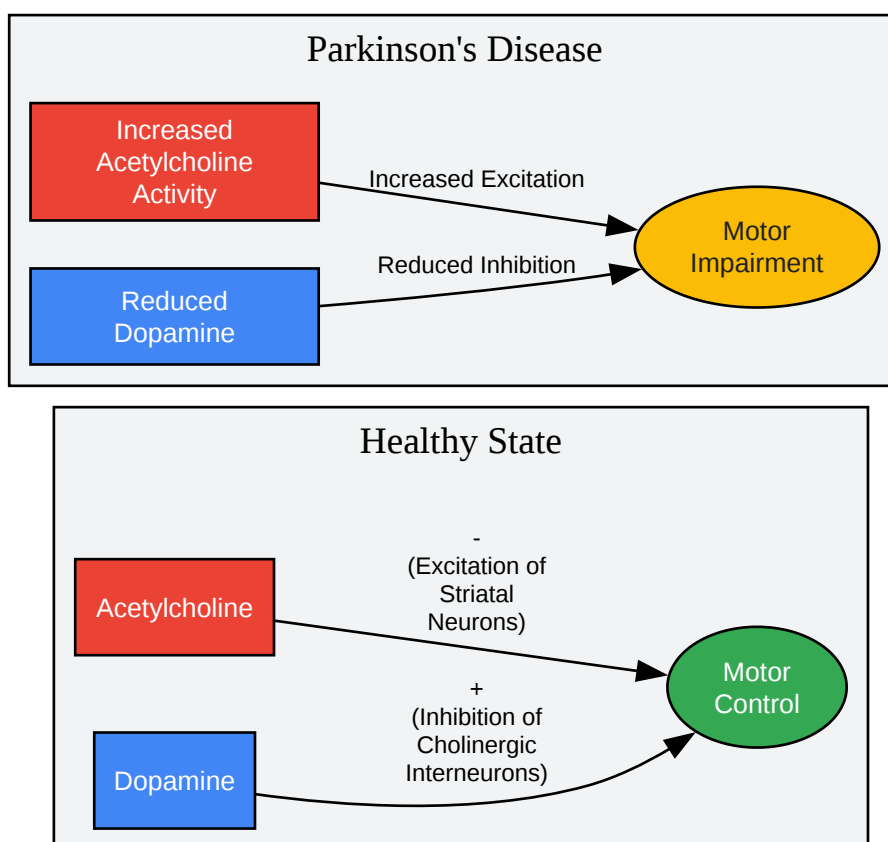 Parkinson's Disease
Increased
Acetylcholine
Activity
Increased Excitation
Motor
Impairment
Reduced Inhibition
Reduced
Dopamine
Healthy State
-
(Excitation of
Striatal
Neurons)
Acetylcholine
Motor
Control
+
(Inhibition of
Cholinergic
Interneurons)
Dopamine